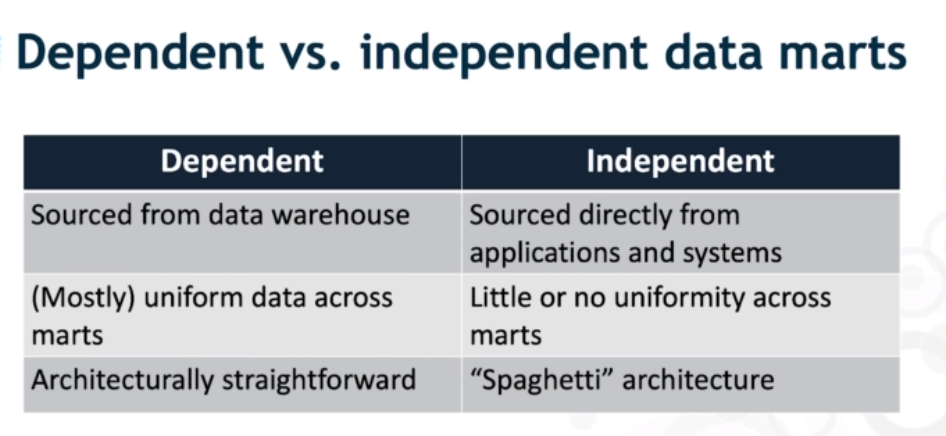 Dependent vs. independent data marts
Dependent
Independent
Sourced from data warehouse
Sourced directly from
applications and systems
(Mostly) uniform data across
marts
Little or no uniformity across
marts
Architecturally straightforward
“Spaghetti” architecture